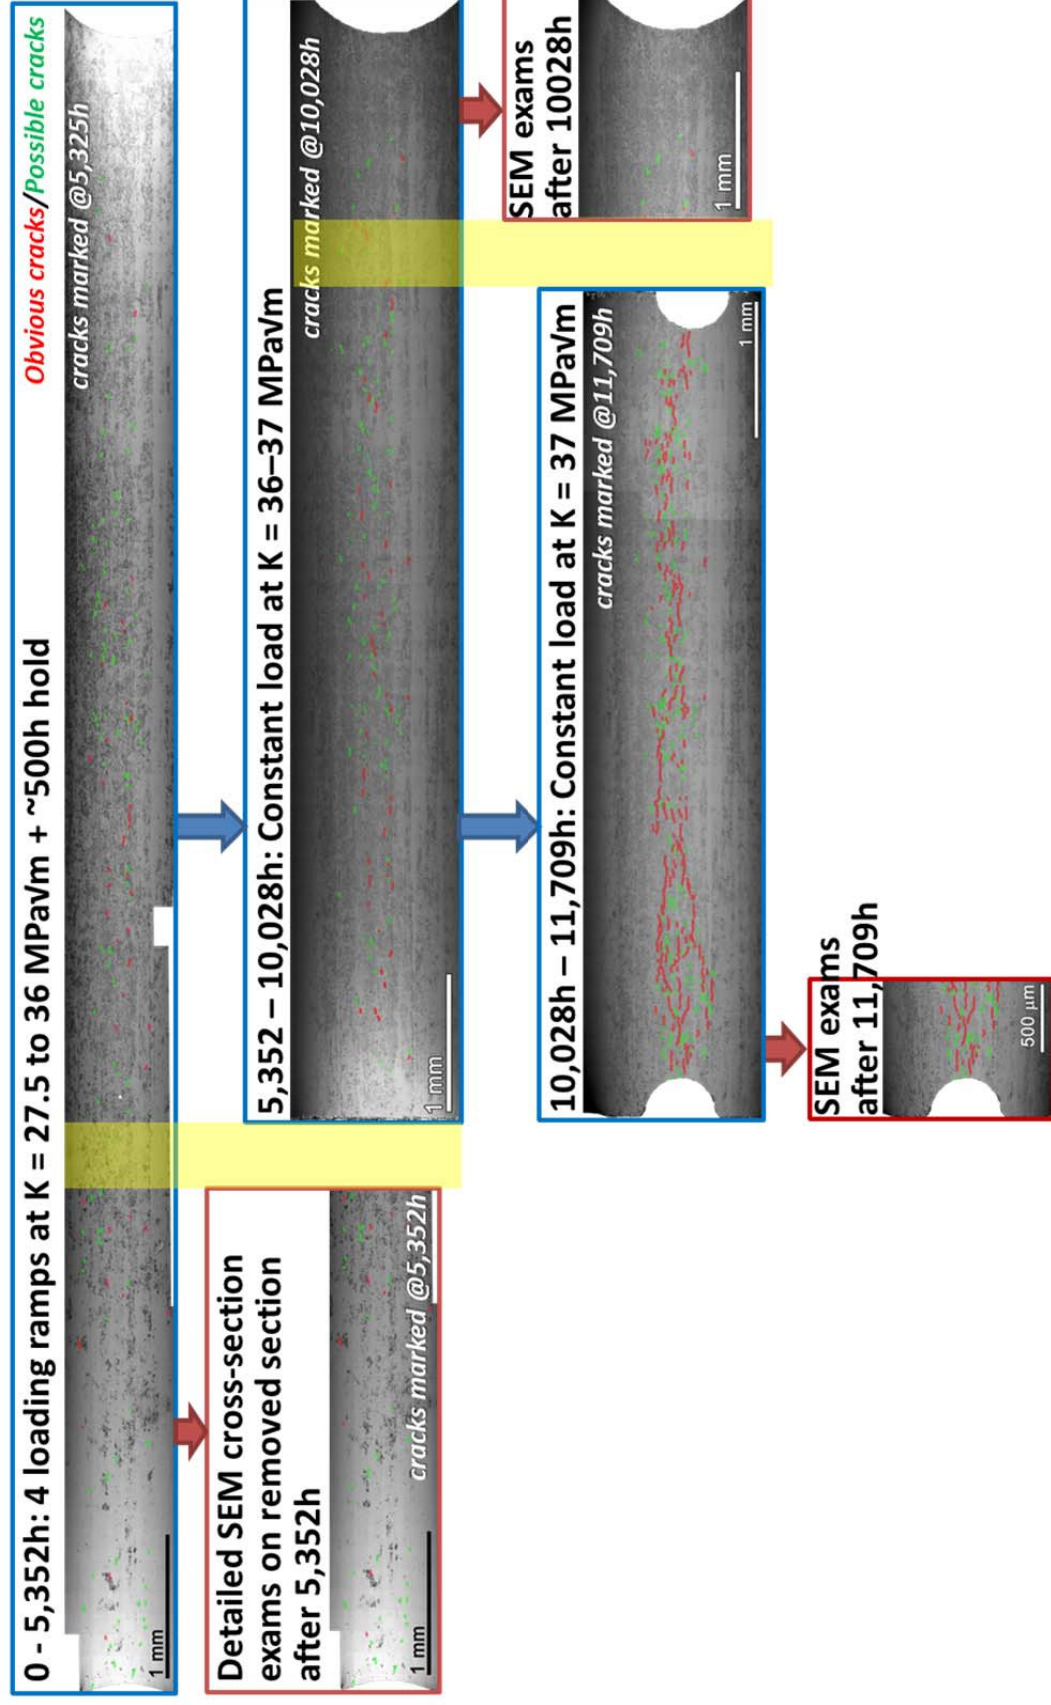 0 - 5,352h: 4 loading ramps at K = 27.5 to 36 MPa√m + ~500h hold
Obvious cracks/Possible cracks
cracks marked @5,325h
1 mm
Detailed SEM cross-section
exams on removed section
after 5,352h
cracks marked @5,352h
1 mm
5,352 – 10,028h: Constant load at K = 36–37 MPa√m
cracks marked @10,028h
1 mm
SEM exams
after 10028h
1 mm
10,028h – 11,709h: Constant load at K = 37 MPa√m
cracks marked @11,709h
1 mm
SEM exams
after 11,709h
500 µm